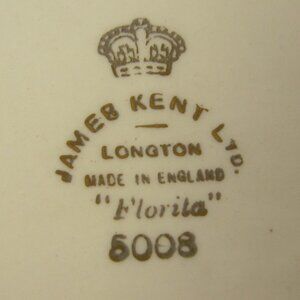 JAMES KENT LTD.
LONGTON
MADE IN ENGLAND
"Florita"
5008